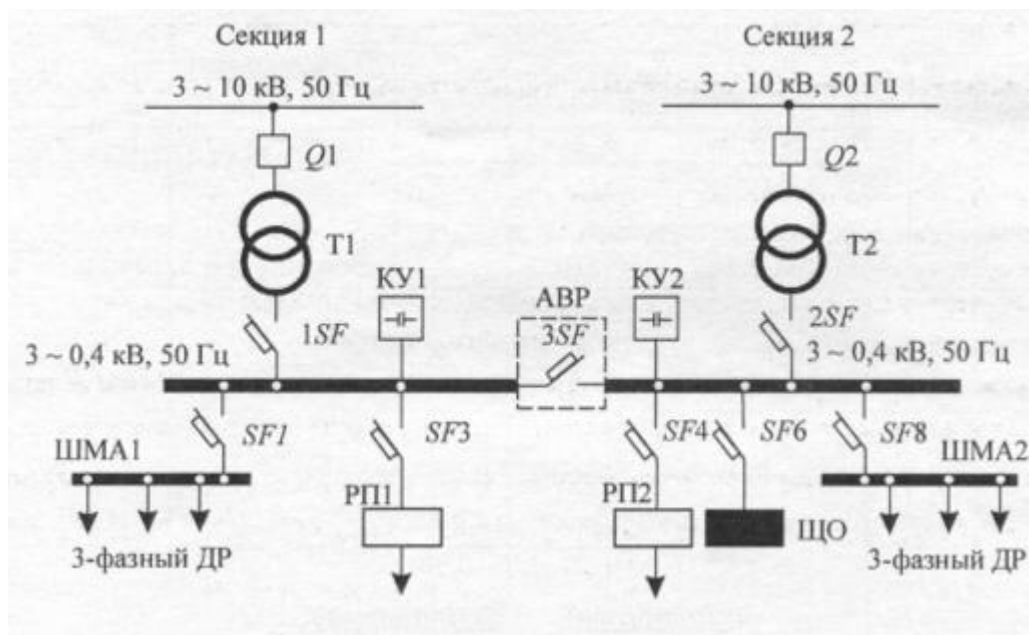 Секция 1
Секция 2
3 ~ 10 кВ, 50 Гц
3 ~ 10 кВ, 50 Гц
Q1
Q2
T1
T2
КУ1
АВР
КУ2
1SF
3SF
2SF
3 ~ 0,4 кВ, 50 Гц
3 ~ 0,4 кВ, 50 Гц
SF1
SF3
SF4
SF6
SF8
ШМА1
ШМА2
РП1
РП2
ЩО
3-фазный ДР
3-фазный ДР